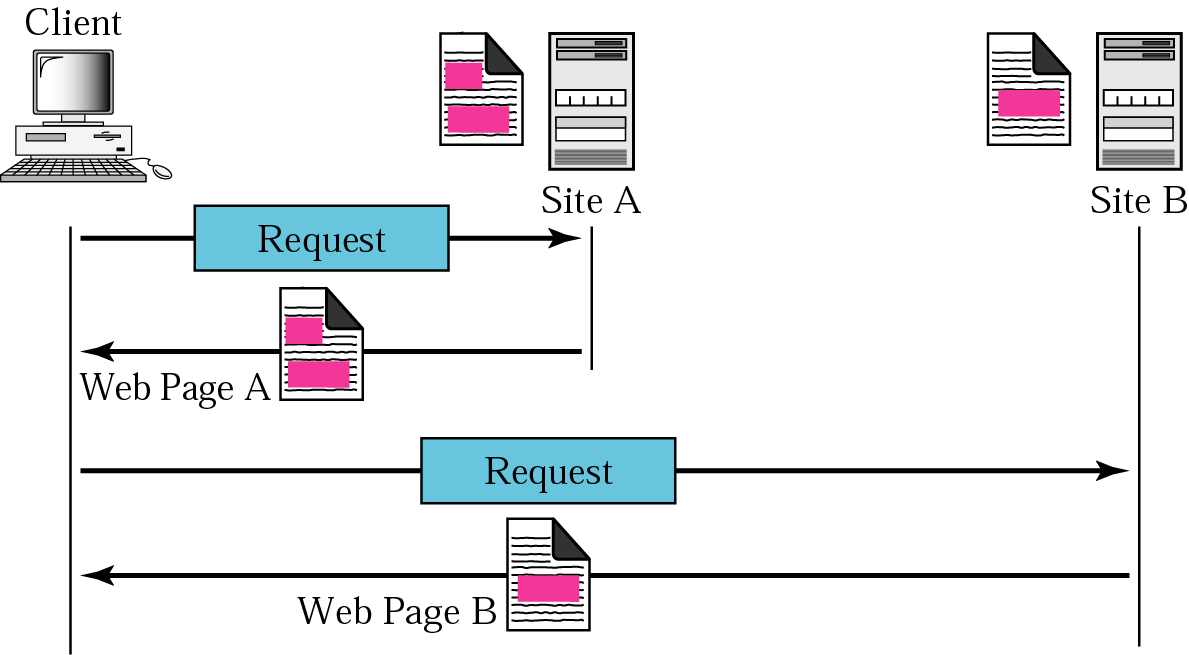 Client
Site A
Site B
Request
Web Page A
Request
Web Page B